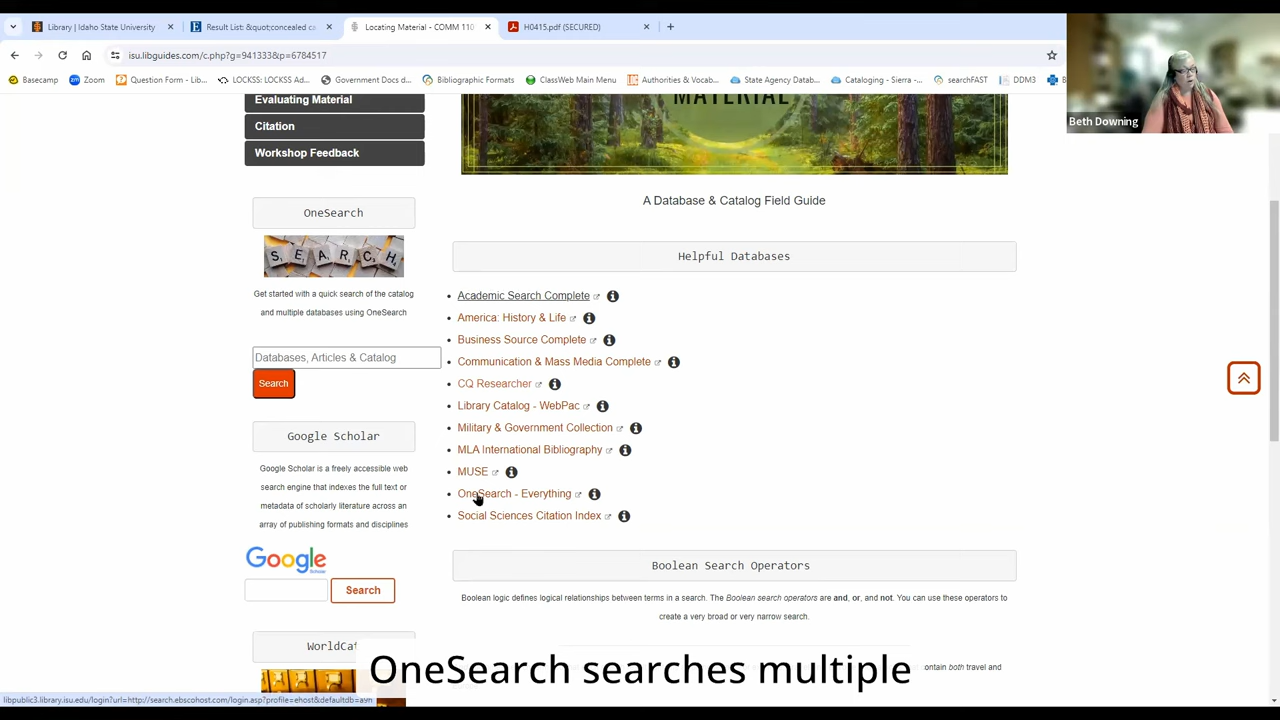 Library | Idaho State University
Result List: &quot;concealed ca
Locating Material - COMM 110
H0415.pdf (SECURED)
isu.libguides.com/c.php?g=941333&p=6784517
Basecamp
Zoom
Question Form - Lib...
LOCKSS: LOCKSS Ad...
Government Docs d...
Bibliographic Formats
ClassWeb Main Menu
Authorities & Vocab...
State Agency Datab...
Cataloging - Sierra -...
searchFAST
DDM3
Beth Downing
Evaluating Material
Citation
Workshop Feedback
MATERIAL
A Database & Catalog Field Guide
OneSearch
SEARCH
Get started with a quick search of the catalog
and multiple databases using OneSearch
Databases, Articles & Catalog
Search
Google Scholar
Google Scholar is a freely accessible web
search engine that indexes the full text or
metadata of scholarly literature across an
array of publishing formats and disciplines
Google
Search
WorldCat
Helpful Databases
Academic Search Complete
America: History & Life
Business Source Complete
Communication & Mass Media Complete
CQ Researcher
Library Catalog - WebPac
Military & Government Collection
MLA International Bibliography
MUSE
OneSearch - Everything
Social Sciences Citation Index
Boolean Search Operators
Boolean logic defines logical relationships between terms in a search. The Boolean search operators are and, or, and not. You can use these operators to
create a very broad or very narrow search.
ontain both travel and
OneSearch searches multiple
libpublic3.library.isu.edu/login?url=http://search.ebscohost.com/login.asp?profile=ehost&defaultdb=a9h